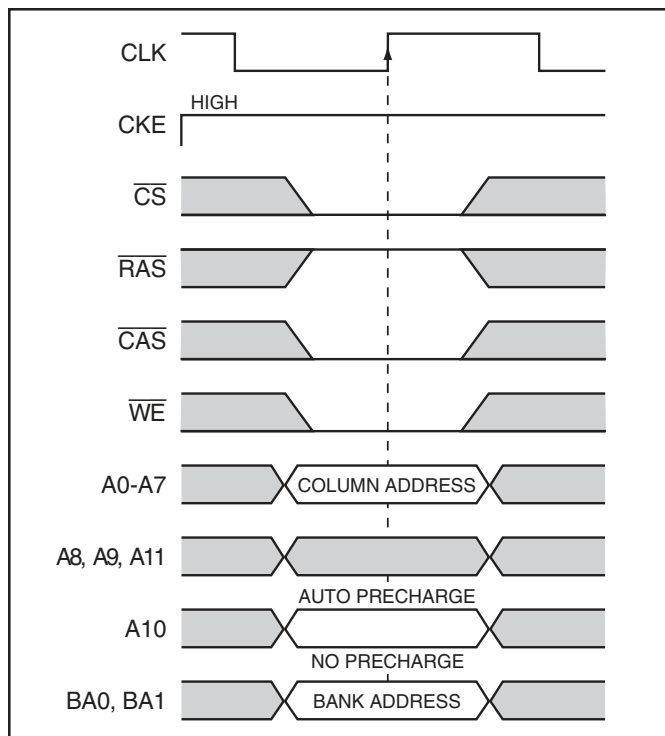 CLK
HIGH
CKE
CS
RAS
CAS
WE
A0-A7 COLUMN ADDRESS
A8, A9, A11
AUTO PRECHARGE
A10
NO PRECHARGE
BA0, BA1 BANK ADDRESS